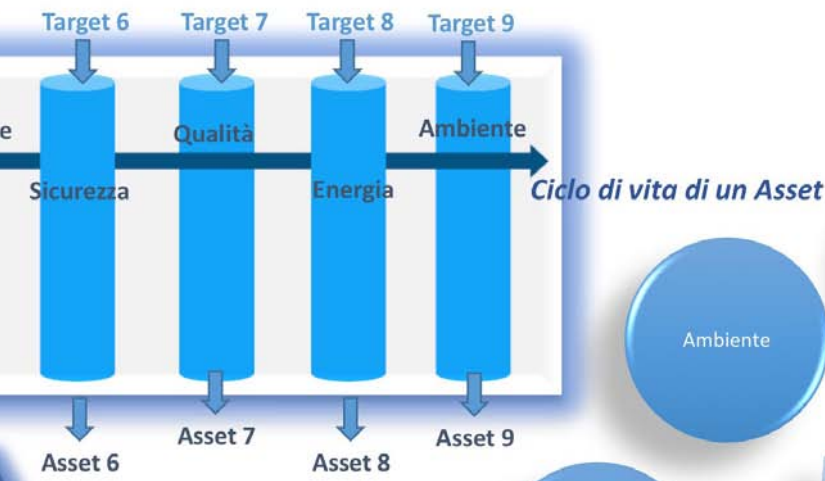 Target 6 Target 7 Target 8 Target 9
e Qualità Ambiente
Sicurezza Energia Ciclo di vita di un Asset
Ambiente
Asset 7 Asset 9
Asset 6 Asset 8